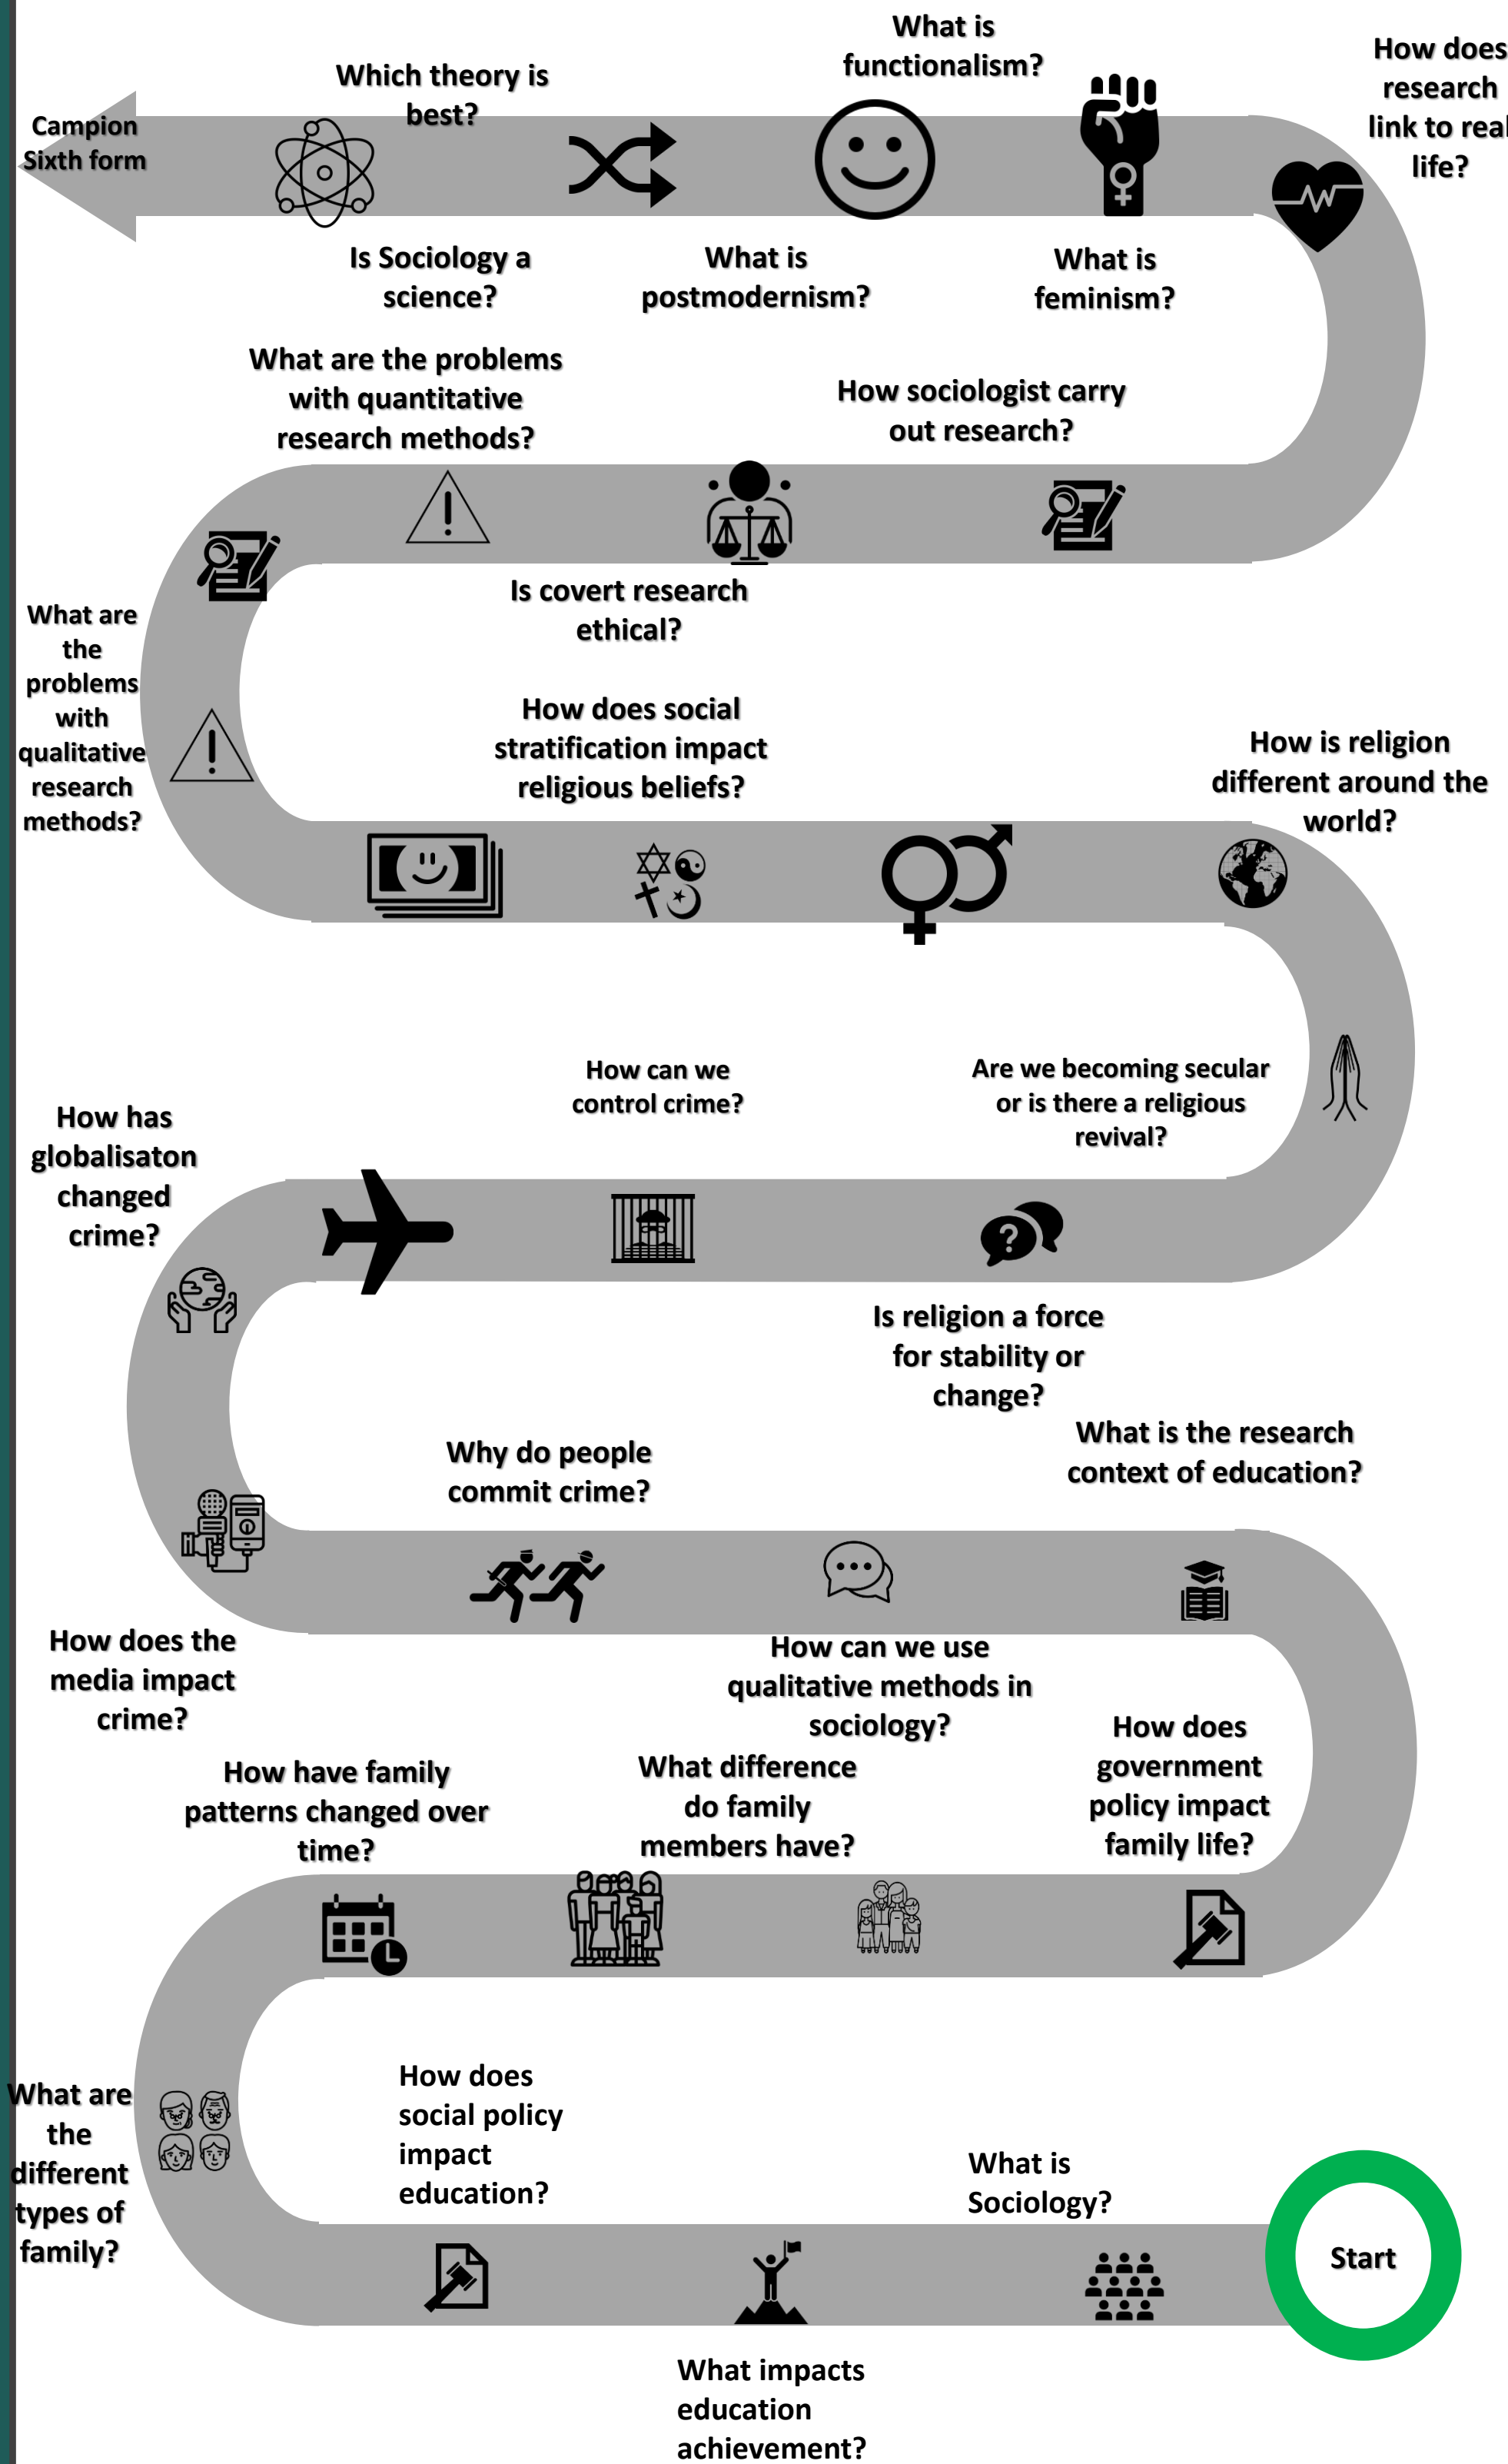 What is
functionalism?
How does
research
link to real
life?
Which theory is
best?
Campion
Sixth form
Is Sociology a
science?
What is
postmodernism?
What is
feminism?
What are the problems
with quantitative
research methods?
How sociologist carry
out research?
Is covert research
ethical?
What are
the
problems
with
qualitative
research
methods?
How does social
stratification impact
religious beliefs?
How is religion
different around the
world?
How can we
control crime?
Are we becoming secular
or is there a religious
revival?
How has
globalisaton
changed
crime?
Is religion a force
for stability or
change?
What is the research
context of education?
Why do people
commit crime?
How does the
media impact
crime?
How can we use
qualitative methods in
sociology?
How does
government
policy impact
family life?
How have family
patterns changed over
time?
What difference
do family
members have?
What are
the
different
types of
family?
How does
social policy
impact
education?
What is
Sociology?
Start
What impacts
education
achievement?